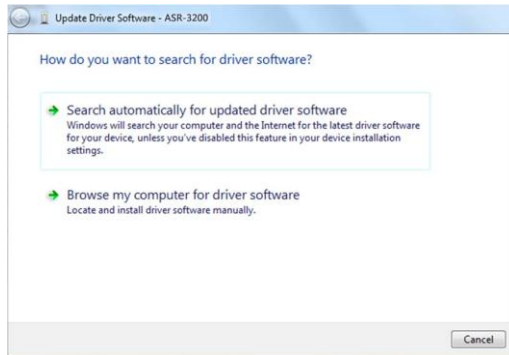 Update Driver Software - ASR-3200
How do you want to search for driver software?
Search automatically for updated driver software
Windows will search your computer and the Internet for the latest driver software
for your device, unless you've disabled this feature in your device installation
settings.
Browse my computer for driver software
Locate and install driver software manually.
Cancel